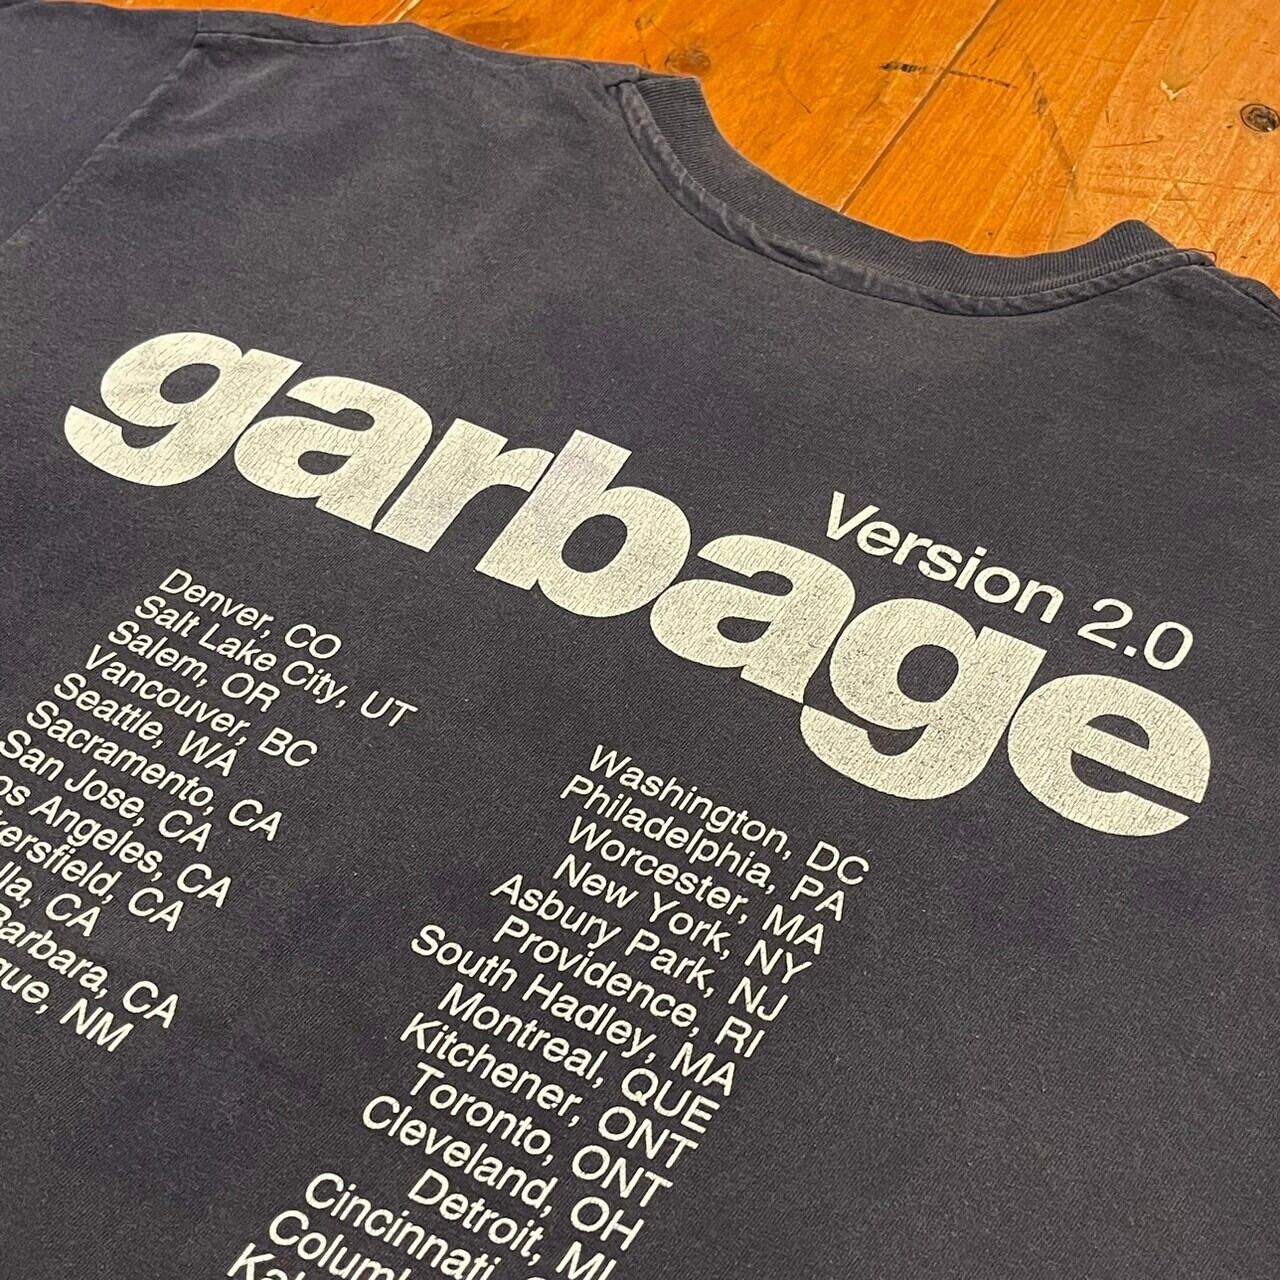 garbage
Version 2.0
Denver, CO
Salt Lake City, UT
Salem, OR
Vancouver, BC
Seattle, WA
Sacramento, CA
San Jose, CA
Angeles, CA
CA
CA
CA
NM
Washington, DC
Philadelphia, PA
Worcester, MA
New York, NY
Asbury Park, NJ
Providence, RI
South Hadley, MA
Montreal, QUE
Kitchener, ONT
Toronto, ONT
Cleveland, OH
Detroit, MI
Cincinnati,